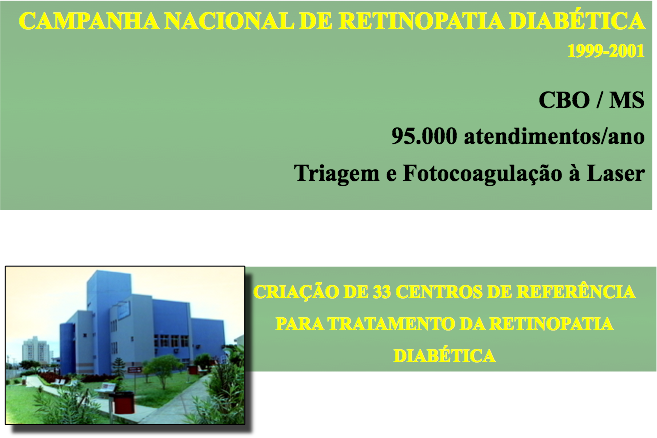 CAMPANHA NACIONAL DE RETINOPATIA DIABÉTICA
1999-2001
CBO / MS
95.000 atendimentos/ano
Triagem e Fotocoagulação à Laser
CRIAÇÃO DE 33 CENTROS DE REFERÊNCIA
PARA TRATAMENTO DA RETINOPATIA
DIABÉTICA